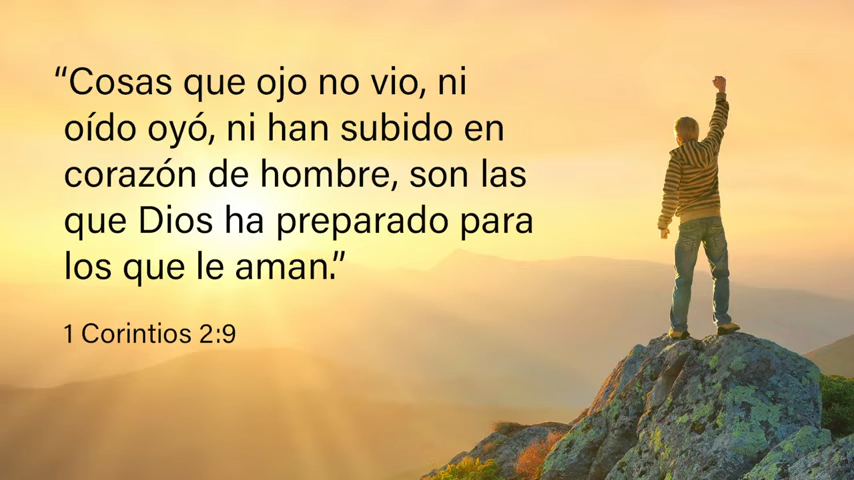 “Cosas que ojo no vio, ni
oído oyó, ni han subido en
corazón de hombre, son las
que Dios ha preparado para
los que le aman.”
1 Corintios 2:9